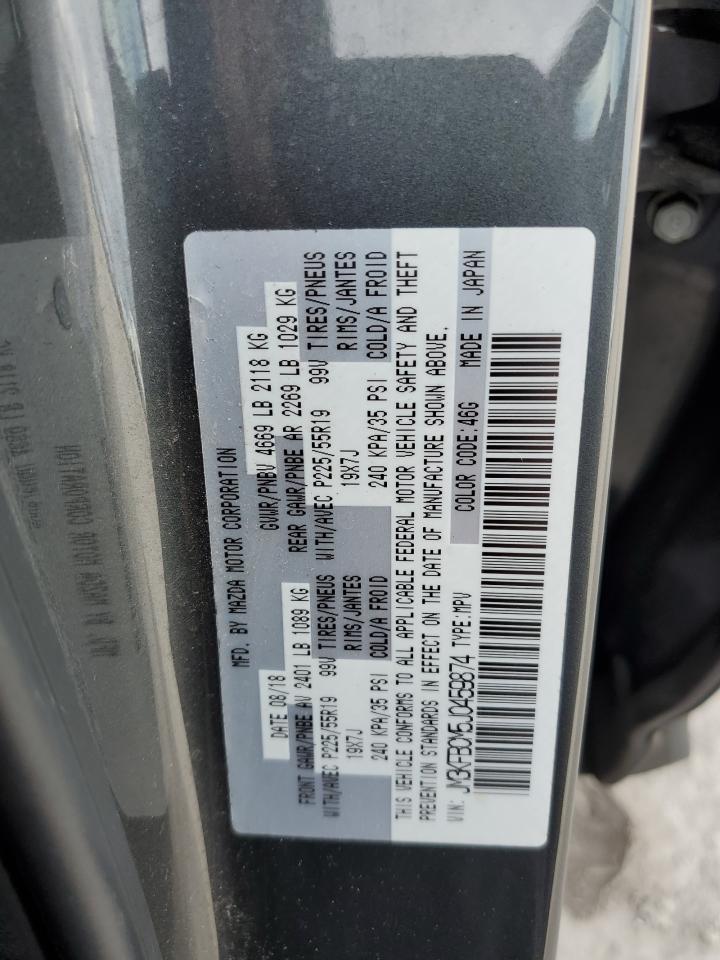 MFD. BY MAZDA MOTOR CORPORATION
DATE 08/18 GVWR/PNBV 4669 LB 2118 KG
FRONT GAWR/PNBE AV 2401 LB 1089 KG REAR GAWR/PNBE AR 2269 LB 1029 KG
WITH/AVEC P225/55R19 99V TIRES/PNEUS WITH/AVEC P225/55R19 99V TIRES/PNEUS
19X7J RIMS/JANTES 19X7J RIMS/JANTES
240 KPA/35 PSI COLD/A FROID 240 KPA/35 PSI COLD/A FROID
THIS VEHICLE CONFORMS TO ALL APPLICABLE FEDERAL MOTOR VEHICLE SAFETY AND THEFT
PREVENTION STANDARDS IN EFFECT ON THE DATE OF MANUFACTURE SHOWN ABOVE.
VIN: JM3KFBCM5J0459874 TYPE:MPV COLOR CODE:46G MADE IN JAPAN